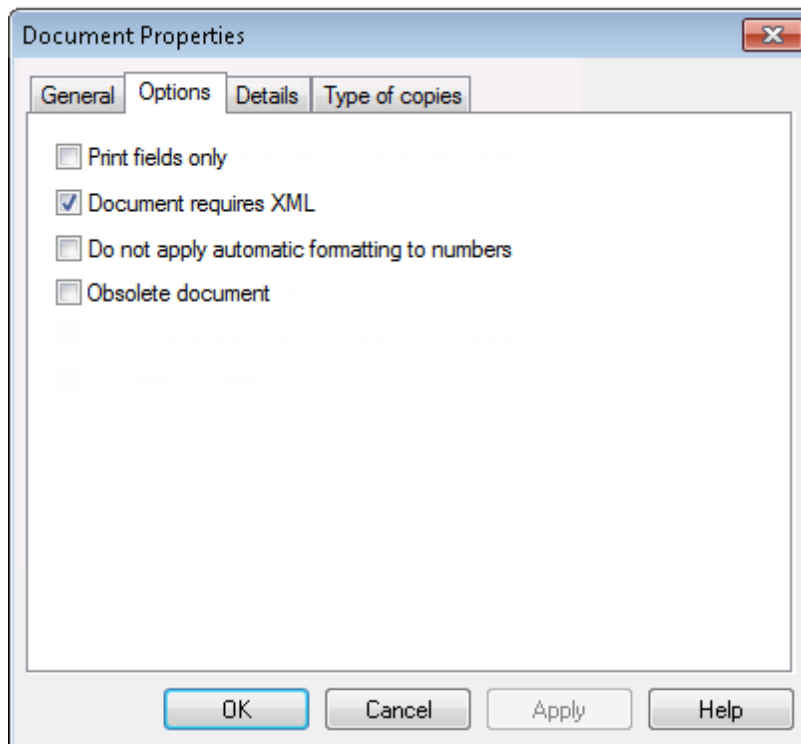 Document Properties
General Options Details Type of copies
Print fields only
Document requires XML
Do not apply automatic formatting to numbers
Obsolete document
OK Cancel Apply Help